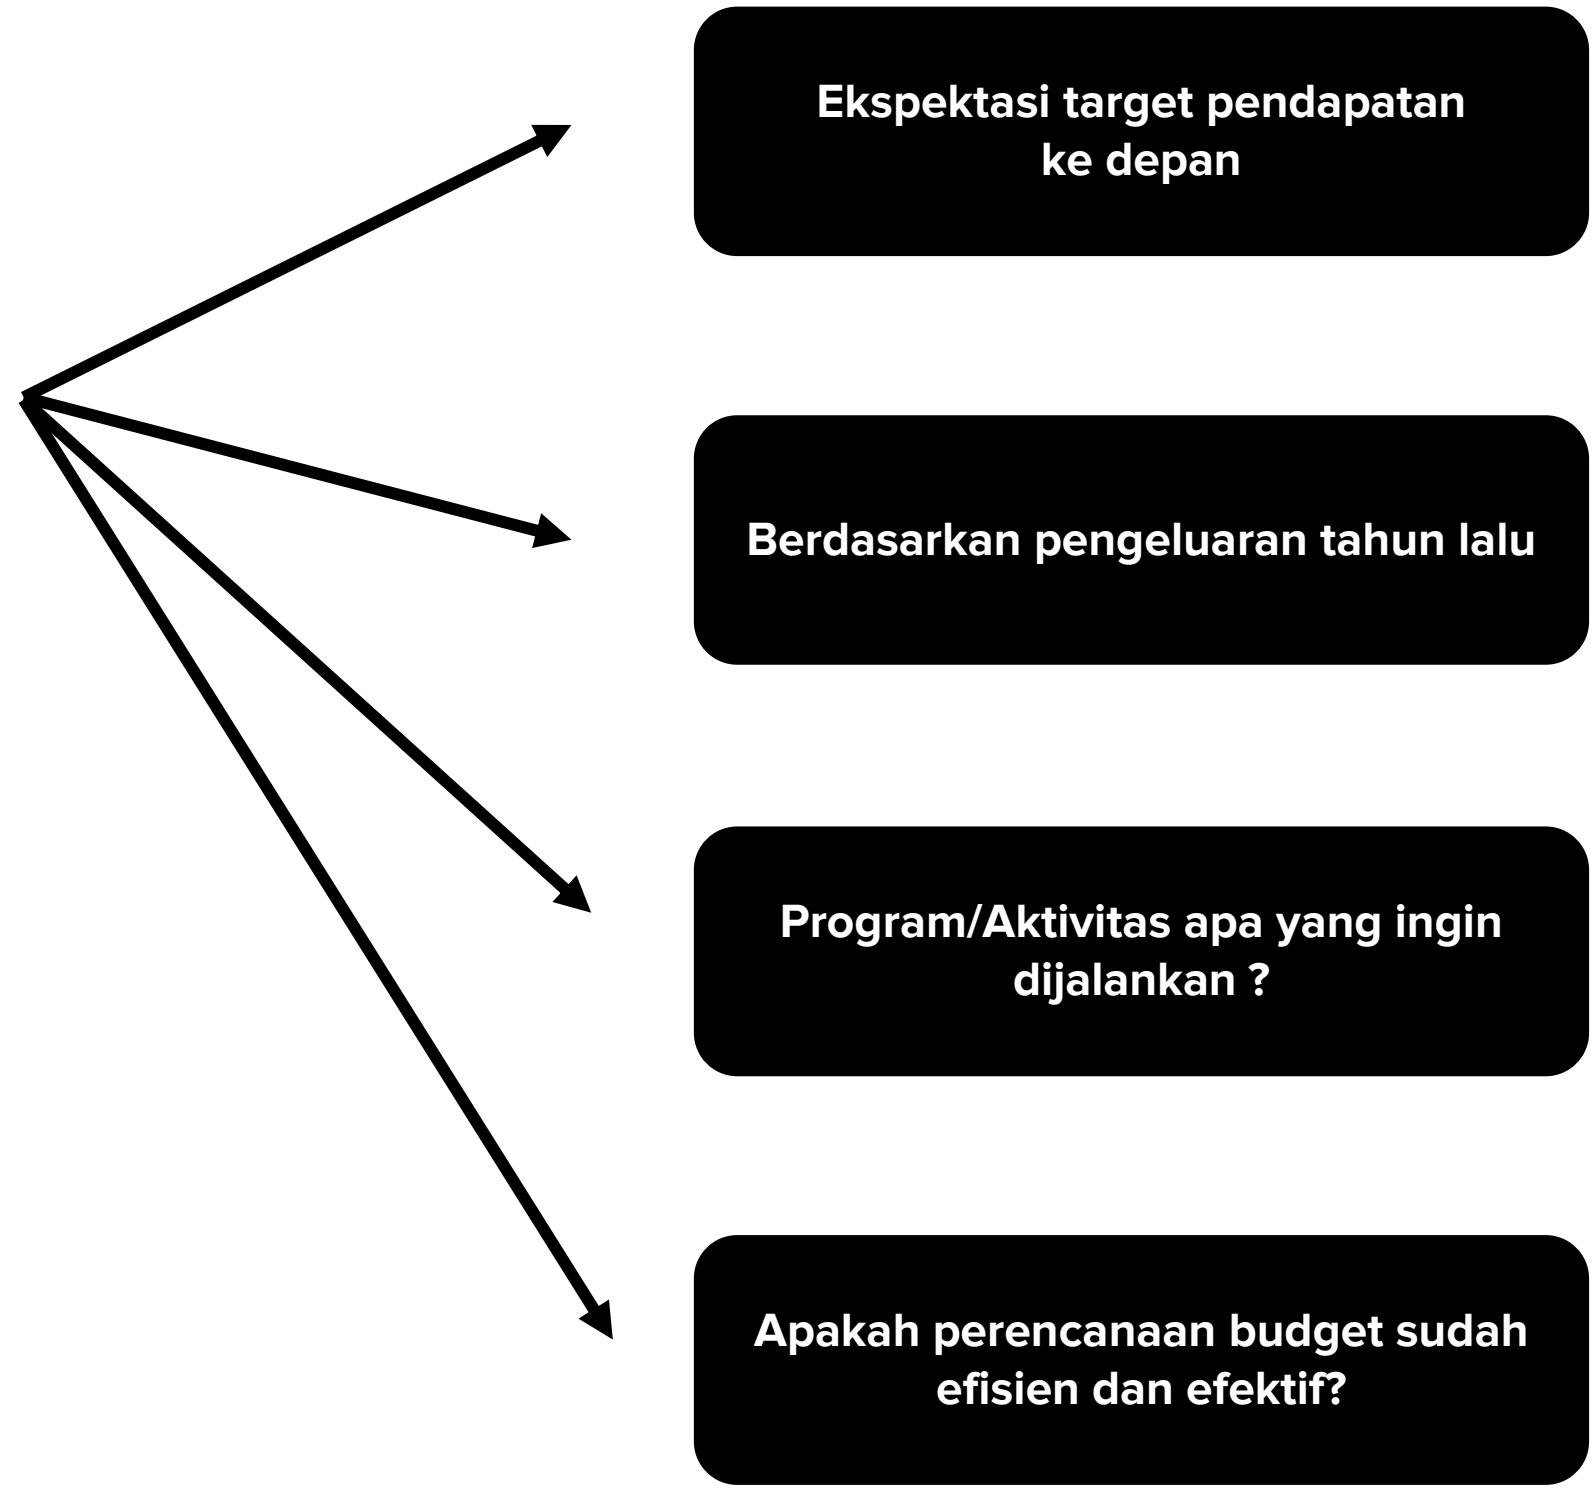 Ekspektasi target pendapatan
ke depan
Berdasarkan pengeluaran tahun lalu
Program/Aktivitas apa yang ingin
dijalankan ?
Apakah perencanaan budget sudah
efisien dan efektif?